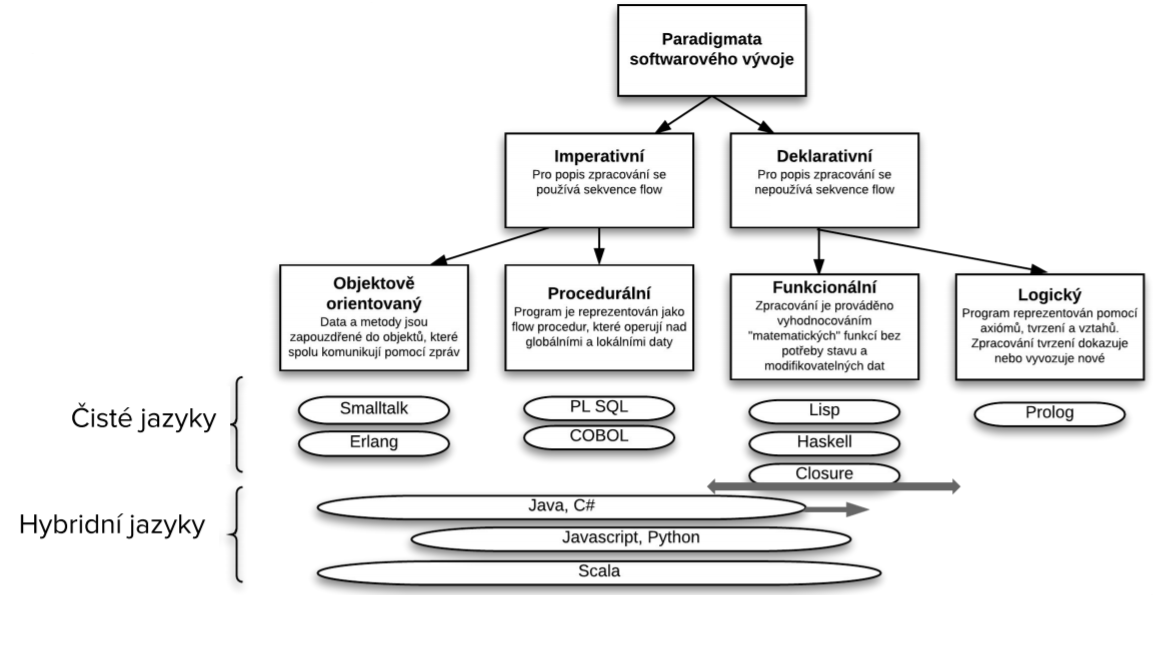 Paradigmata
softwarového vývoje
Imperativní
Pro popis zpracování se
používá sekvence flow
Deklarativní
Pro popis zpracování se
nepoužívá sekvence flow
Objektově
orientovaný
Data a metody jsou
zapouzdřené do objektů, které
spolu komunikují pomocí zpráv
Procedurální
Program je reprezentován jako
flow procedur, které operují nad
globálními a lokálními daty
Funkcionální
Zpracování je prováděno
vyhodnocováním
"matematických" funkcí bez
potřeby stavu a
modifikovatelných dat
Logický
Program reprezentován pomocí
axiómů, tvrzení a vztahů.
Zpracování tvrzení dokazuje
nebo vyvozuje nové
Čisté jazyky
Smalltalk
Erlang
PL SQL
COBOL
Lisp
Haskell
Closure
Prolog
Hybridní jazyky
Java, C#
Javascript, Python
Scala